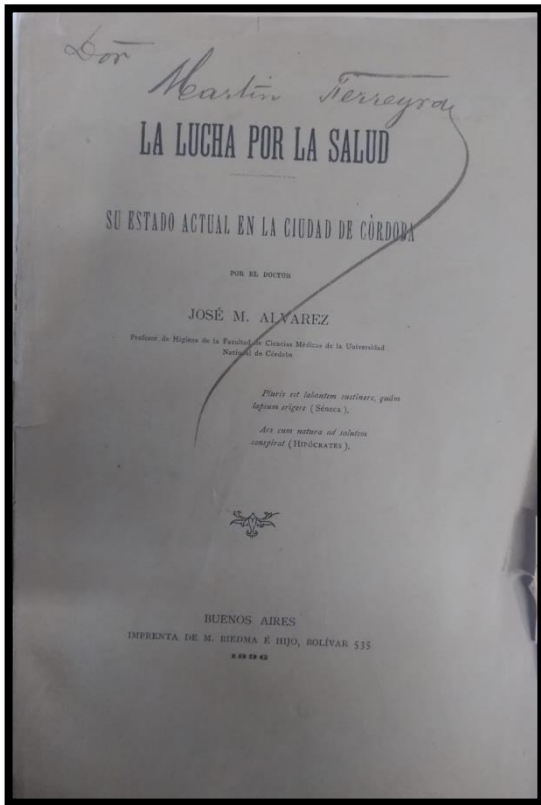 Dor
Martín Ferreyra
LA LUCHA POR LA SALUD
SU ESTADO ACTUAL EN LA CIUDAD DE CÓRDOBA
POR EL DOCTOR
JOSÉ M. ALVAREZ
Profesor de Higiene de la Facultad de Ciencias Médicas de la Universidad
Nacional de Córdoba
Pluris est labantem sustinere, quàm
lapsum erigere (Séneca).
Ars cum natura ad salutem
conspirat (HIPÓCRATES).
BUENOS AIRES
IMPRENTA DE M. BIEDMA É HIJO, BOLÍVAR 535
1896